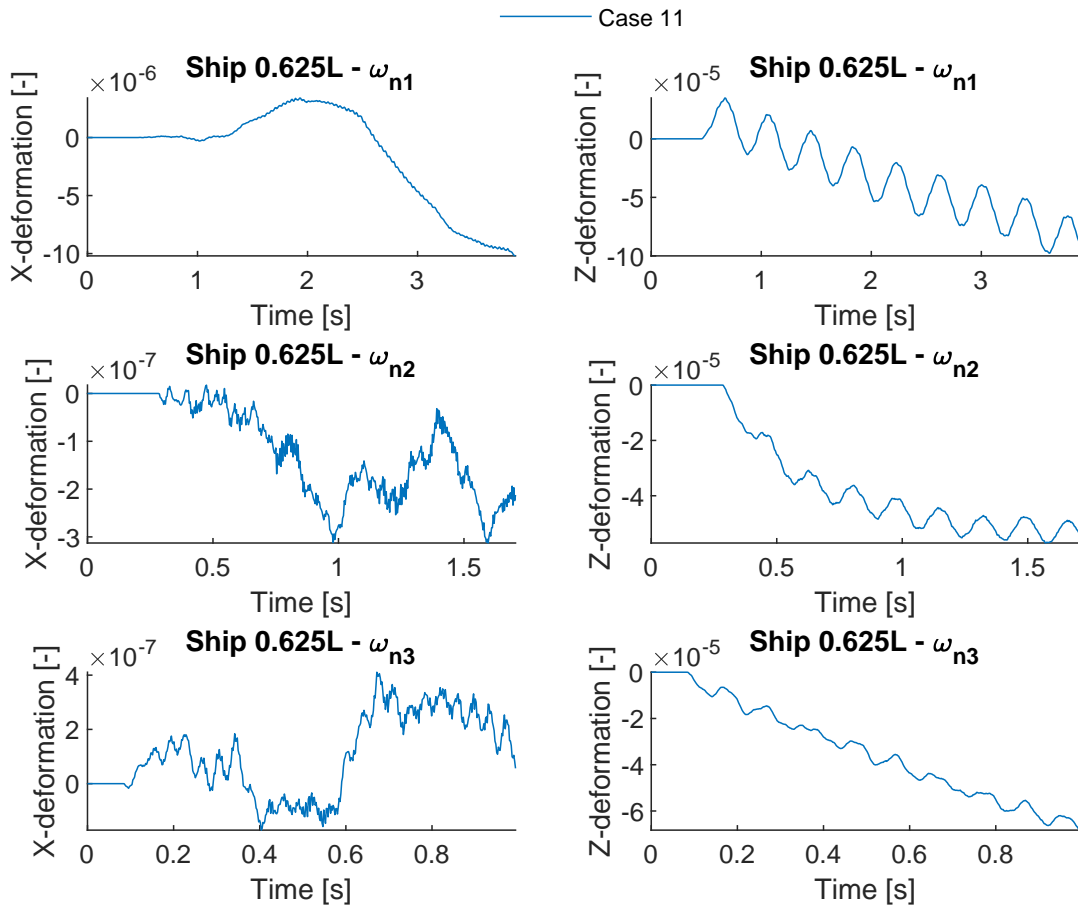 Case 11
Ship 0.625L - ωn1
×10-6
X-deformation [-]
0
-5
-10
0 1 2 3
Time [s]
Ship 0.625L - ωn1
×10-5
Z-deformation [-]
0
-5
-10
0 1 2 3
Time [s]
Ship 0.625L - ωn2
×10-7
X-deformation [-]
0
-1
-2
-3
0 0.5 1 1.5
Time [s]
Ship 0.625L - ωn2
×10-5
Z-deformation [-]
0
-2
-4
0 0.5 1 1.5
Time [s]
Ship 0.625L - ωn3
×10-7
X-deformation [-]
4
2
0
0 0.2 0.4 0.6 0.8
Time [s]
Ship 0.625L - ωn3
×10-5
Z-deformation [-]
0
-2
-4
-6
0 0.2 0.4 0.6 0.8
Time [s]